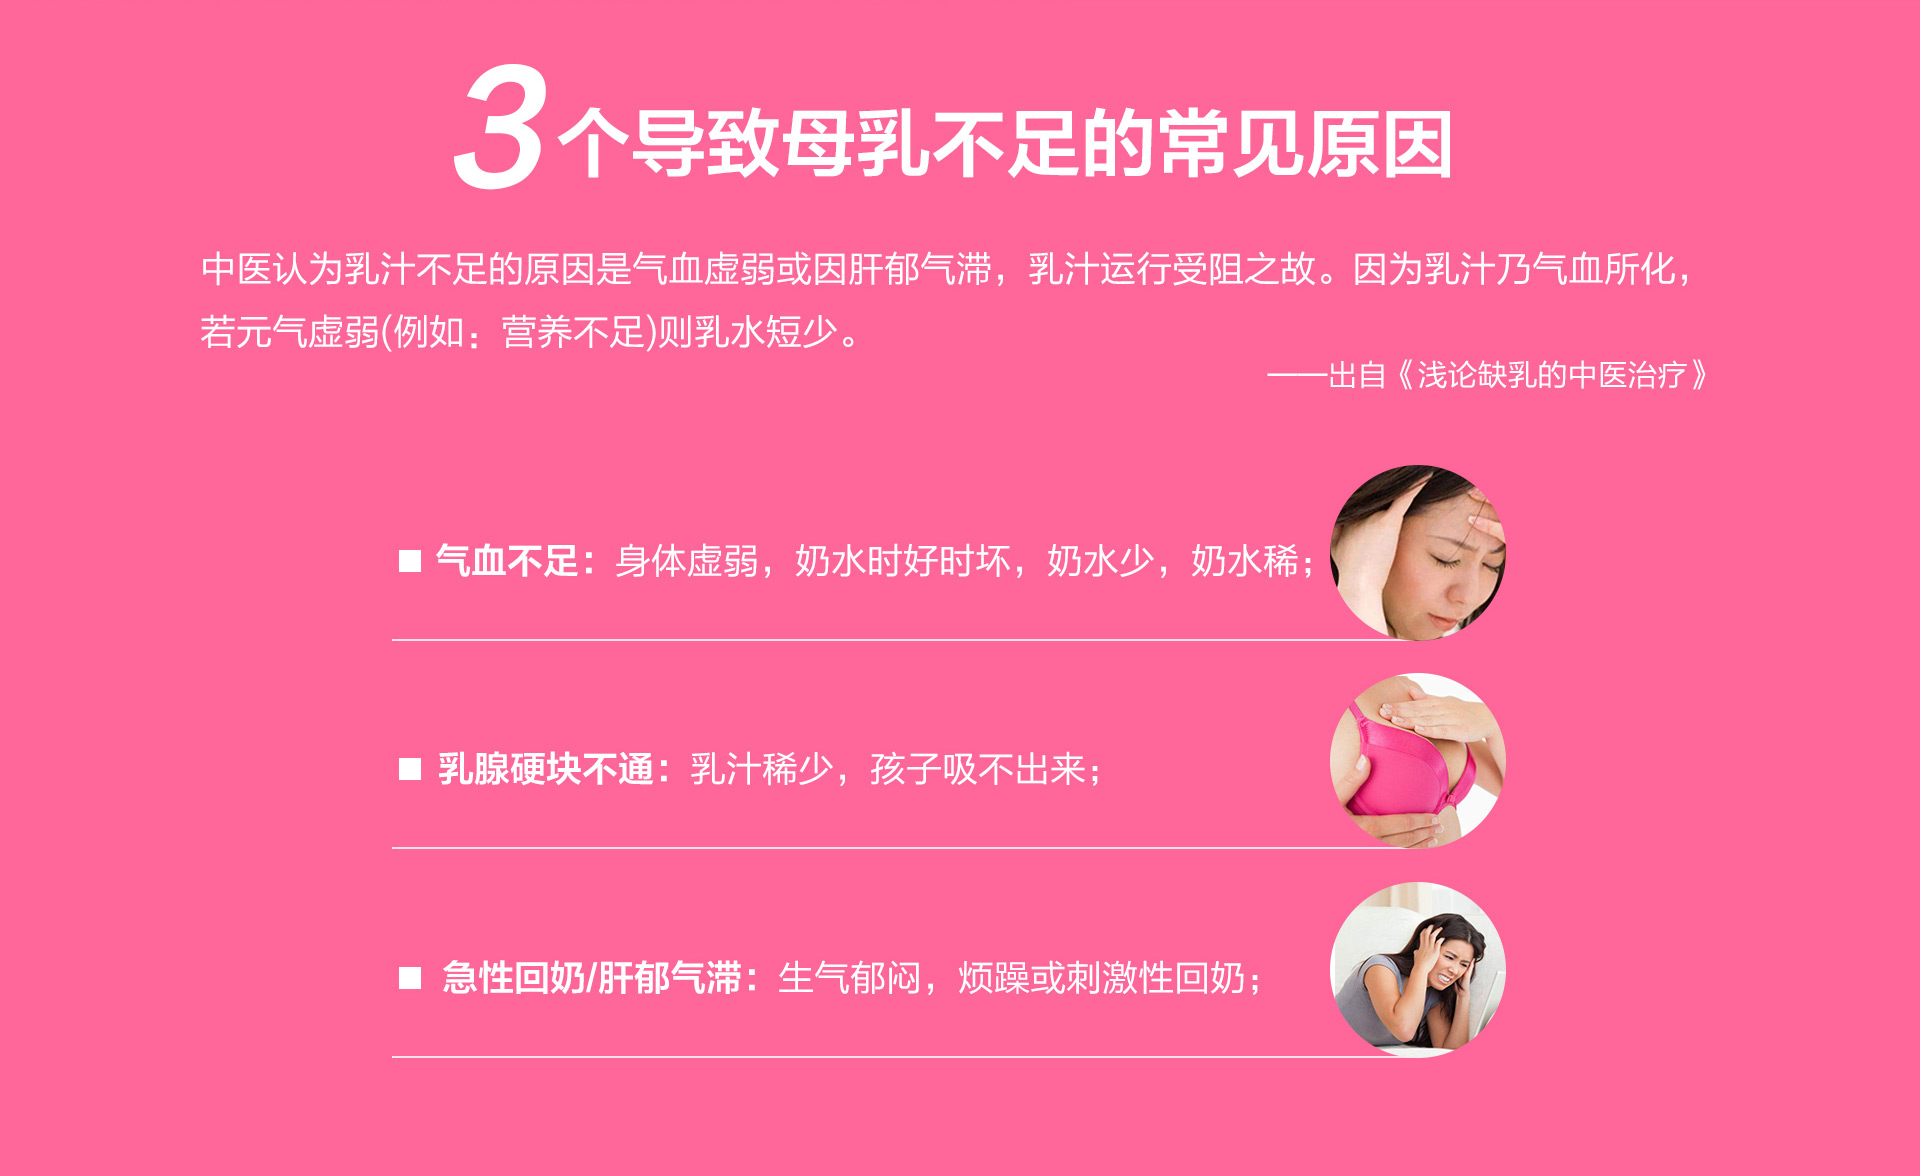 3个导致母乳不足的常见原因
中医认为乳汁不足的原因是气血虚弱或因肝郁气滞，乳汁运行受阻之故。因为乳汁乃气血所化，
若元气虚弱(例如：营养不足)则乳水短少。
——出自《浅论缺乳的中医治疗》
■ 气血不足：身体虚弱，奶水时好时坏，奶水少，奶水稀；
■ 乳腺硬块不通：乳汁稀少，孩子吸不出来；
■ 急性回奶/肝郁气滞：生气郁闷，烦躁或刺激性回奶；